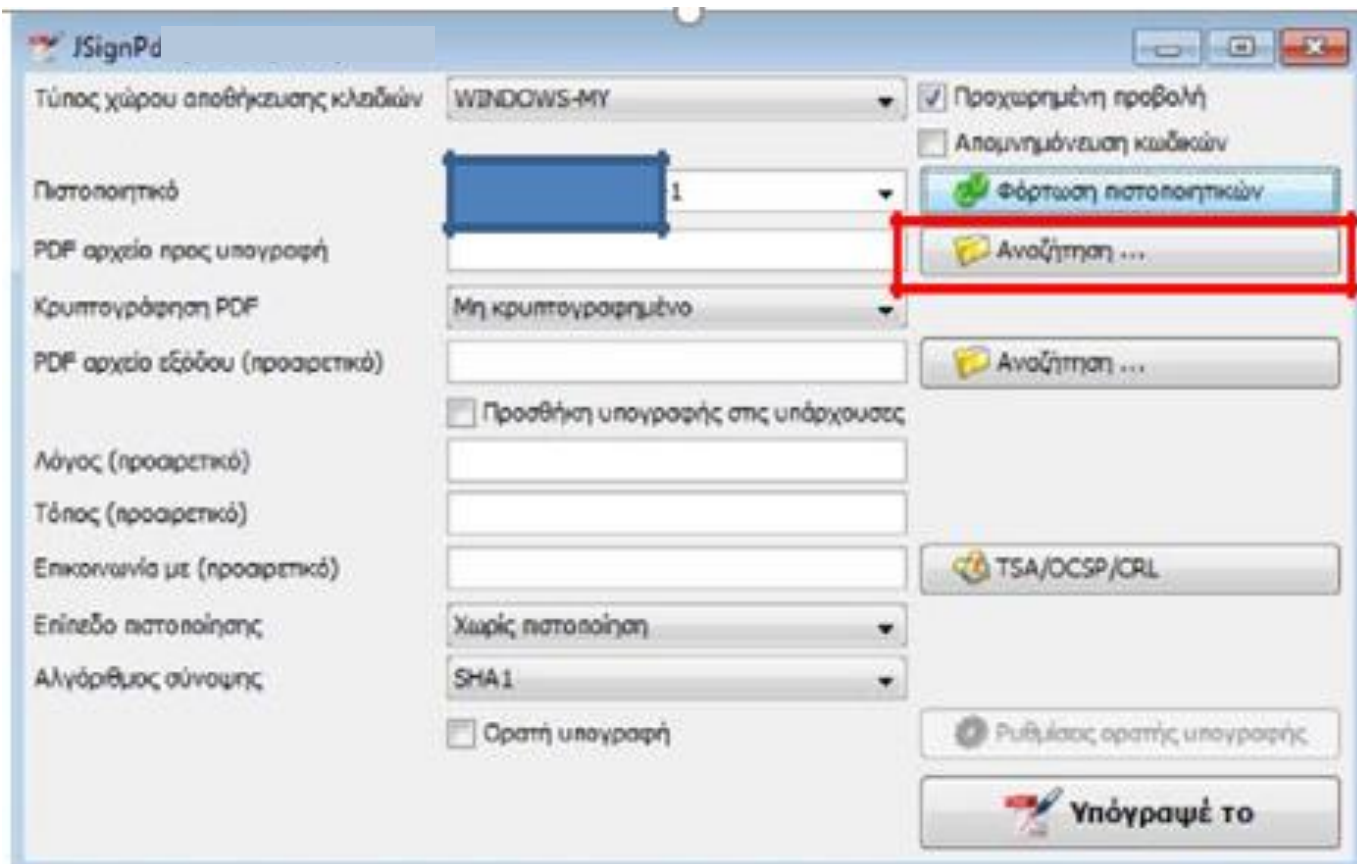 JSignPd
Τύπος χώρου αποθήκευσης κλειδιών WINDOWS-MY Προχωρημένη προβολή
Απομνημόνευση κωδικών
Πιστοποιητικό 1 Φόρτωση πιστοποιητικών
PDF αρχείο προς υπογραφή Αναζήτηση ...
Κρυπτογράφηση PDF Μη κρυπτογραφημένο
PDF αρχείο εξόδου (προαιρετικό) Αναζήτηση ...
Προσθήκη υπογραφής στις υπάρχουσες
Λόγος (προαιρετικό)
Τόπος (προαιρετικό)
Επικοινωνία με (προαιρετικό) TSA/OCSP/CRL
Επίπεδο πιστοποίησης Χωρίς πιστοποίηση
Αλγόριθμος σύνοψης SHA1
Ορατή υπογραφή Ρυθμίσεις ορατής υπογραφής
Υπόγραψέ το